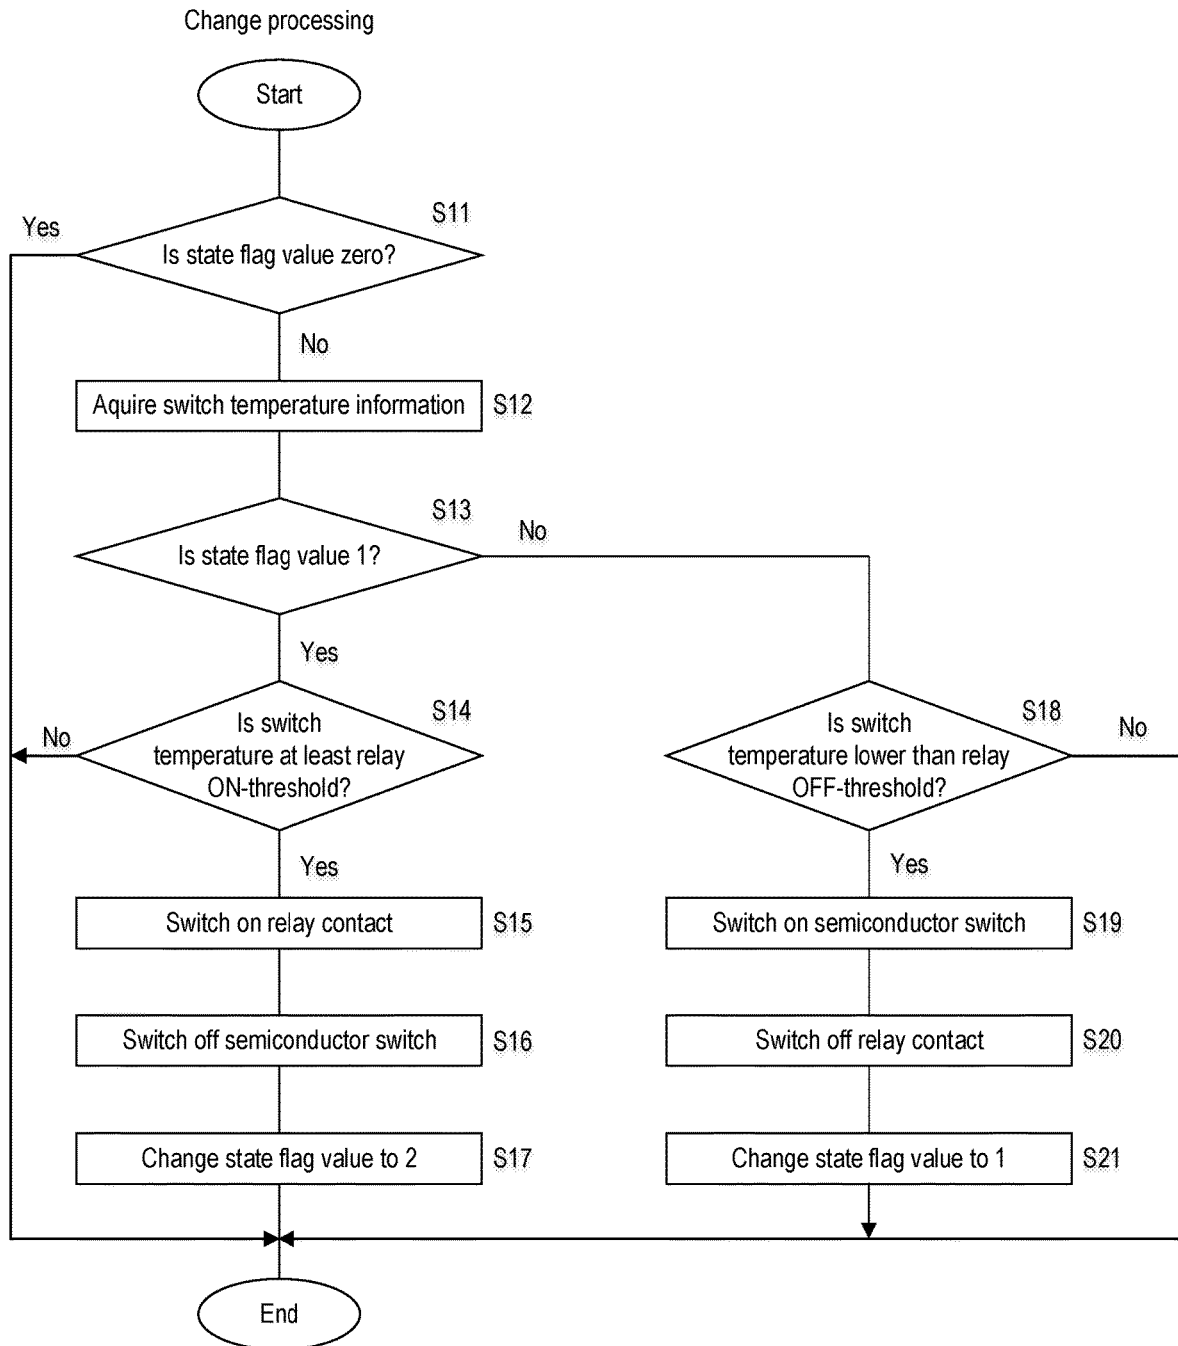 Change processing
Start
Yes
S11
Is state flag value zero?
No
Aquire switch temperature information
S12
S13
No
Is state flag value 1?
Yes
S14
No
Is switch
temperature at least relay
ON-threshold?
S18
No
Is switch
temperature lower than relay
OFF-threshold?
Yes
Yes
Switch on relay contact
S15
Switch on semiconductor switch
S19
Switch off semiconductor switch
S16
Switch off relay contact
S20
Change state flag value to 2
S17
Change state flag value to 1
S21
End